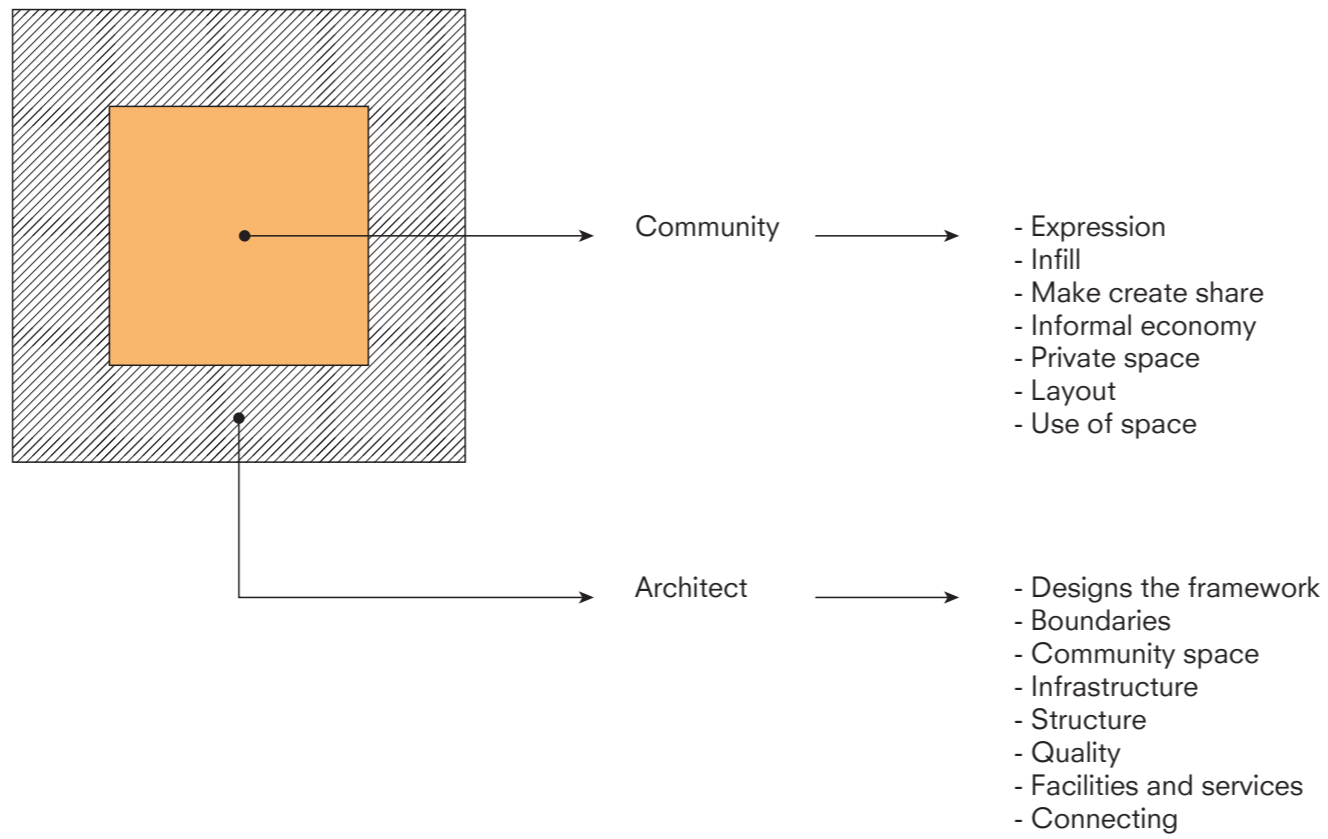 Community
- Expression
- Infill
- Make create share
- Informal economy
- Private space
- Layout
- Use of space
Architect
- Designs the framework
- Boundaries
- Community space
- Infrastructure
- Structure
- Quality
- Facilities and services
- Connecting